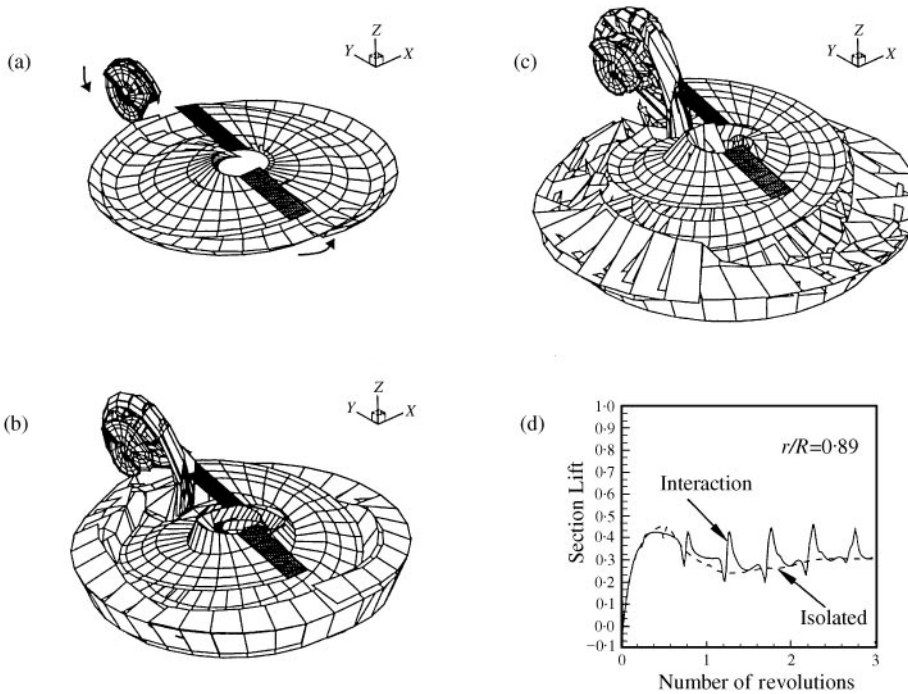 (a)
Z
Y
X
(c)
Z
Y
X
(b)
Z
Y
X
(d)
1·0
0·9
0·8
0·7
0·6
0·5
0·4
0·3
0·2
0·1
0·0
-0·1
Section Lift
r/R=0·89
Interaction
Isolated
0
1
2
3
Number of revolutions